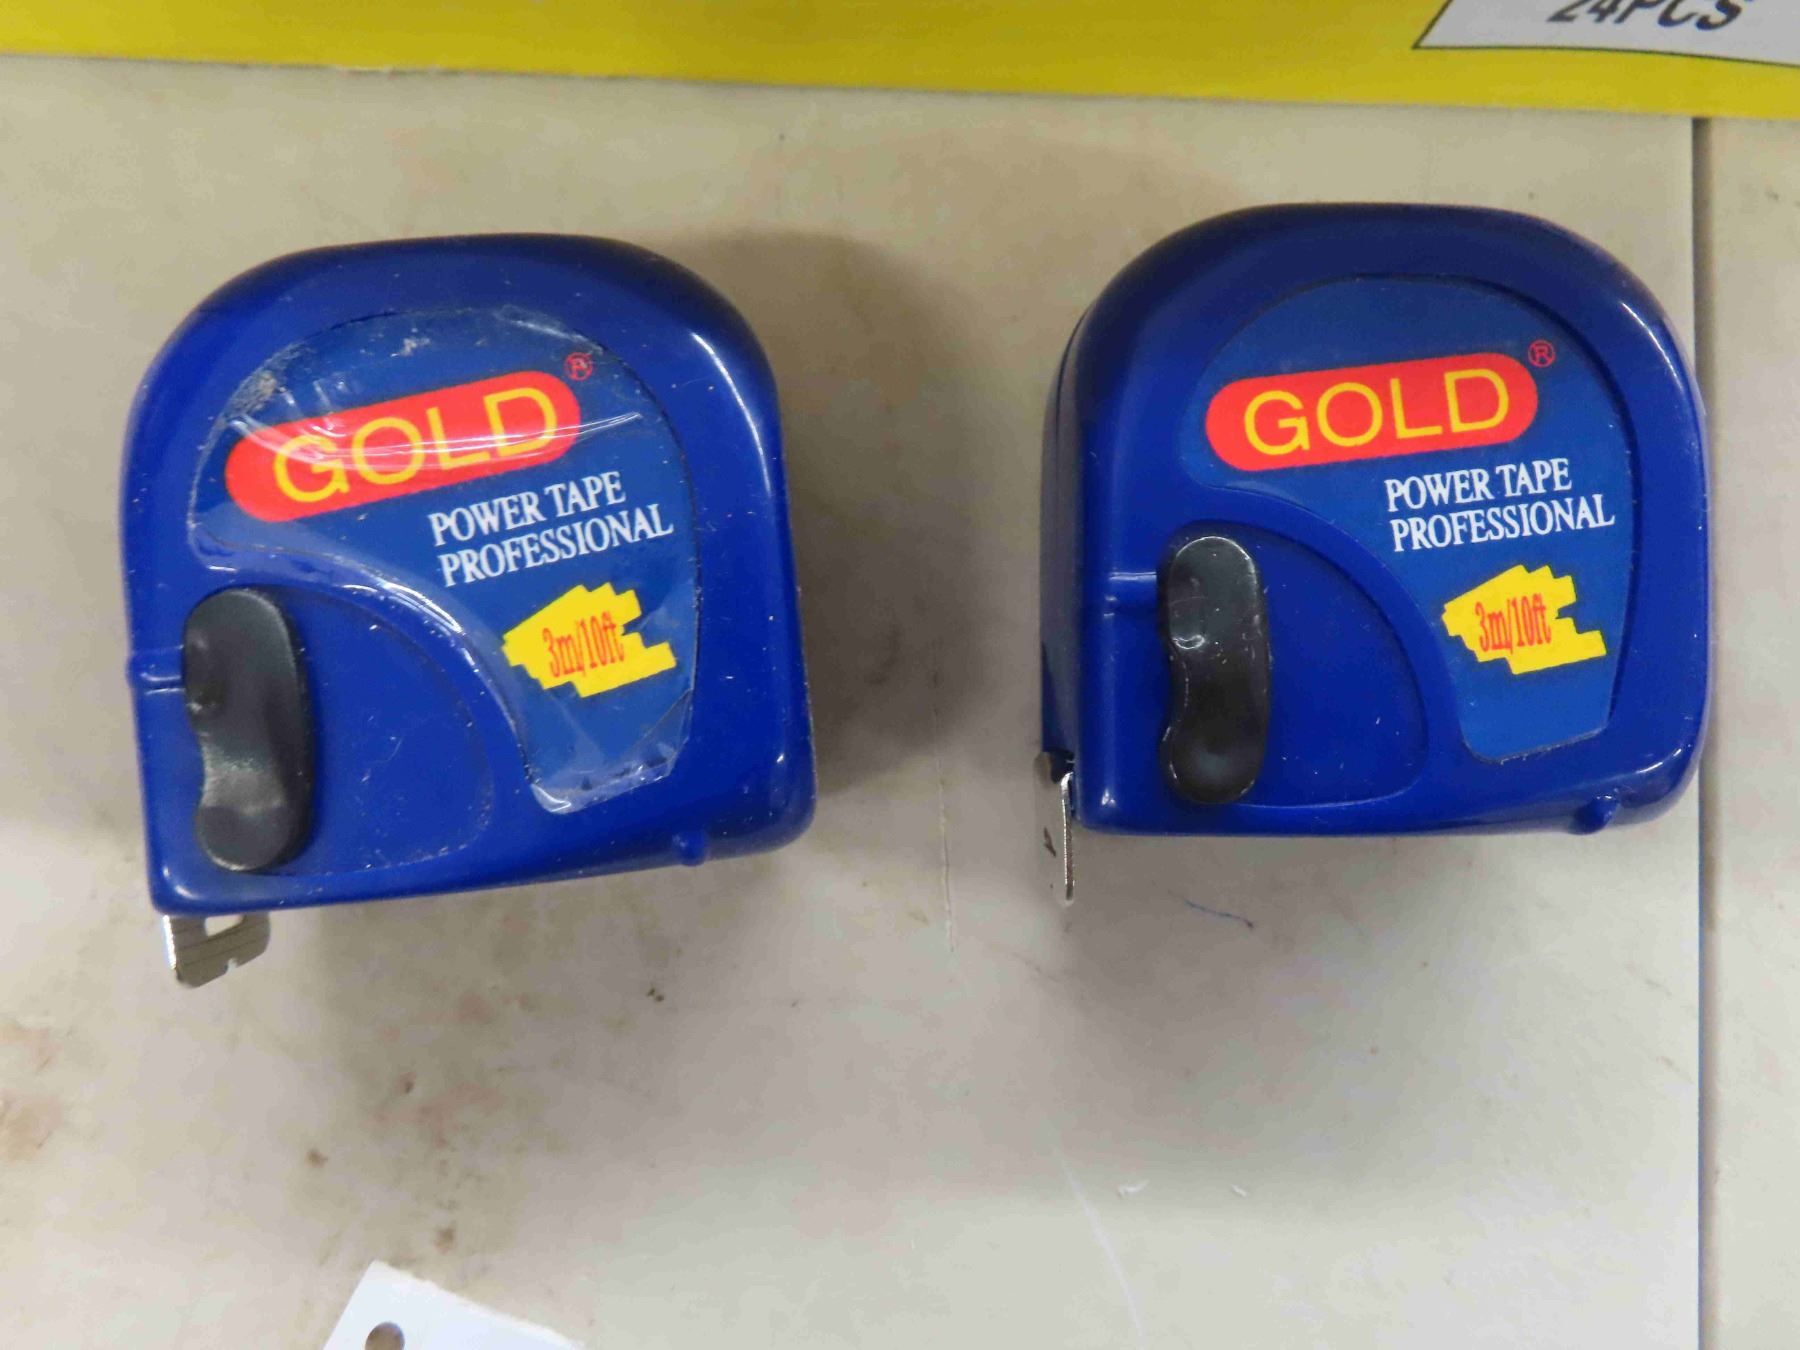 24PCS
GOLD®
POWER TAPE
PROFESSIONAL
3m/10ft
GOLD®
POWER TAPE
PROFESSIONAL
3m/10ft